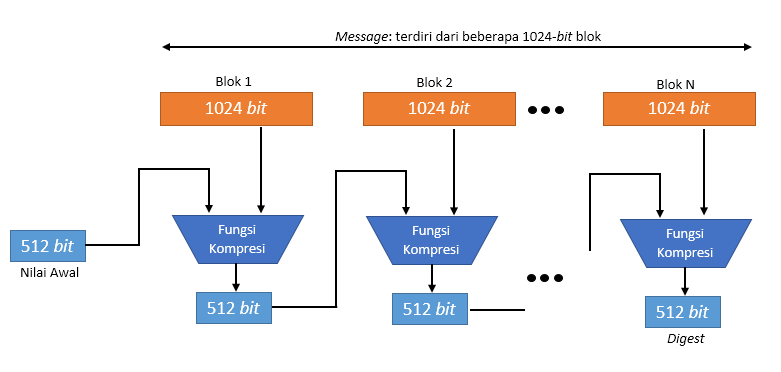 Message: terdiri dari beberapa 1024-bit blok
Blok 1
Blok 2
Blok N
1024 bit
1024 bit
1024 bit
Fungsi
Kompresi
Fungsi
Kompresi
Fungsi
Kompresi
512 bit
Nilai Awal
512 bit
512 bit
512 bit
Digest